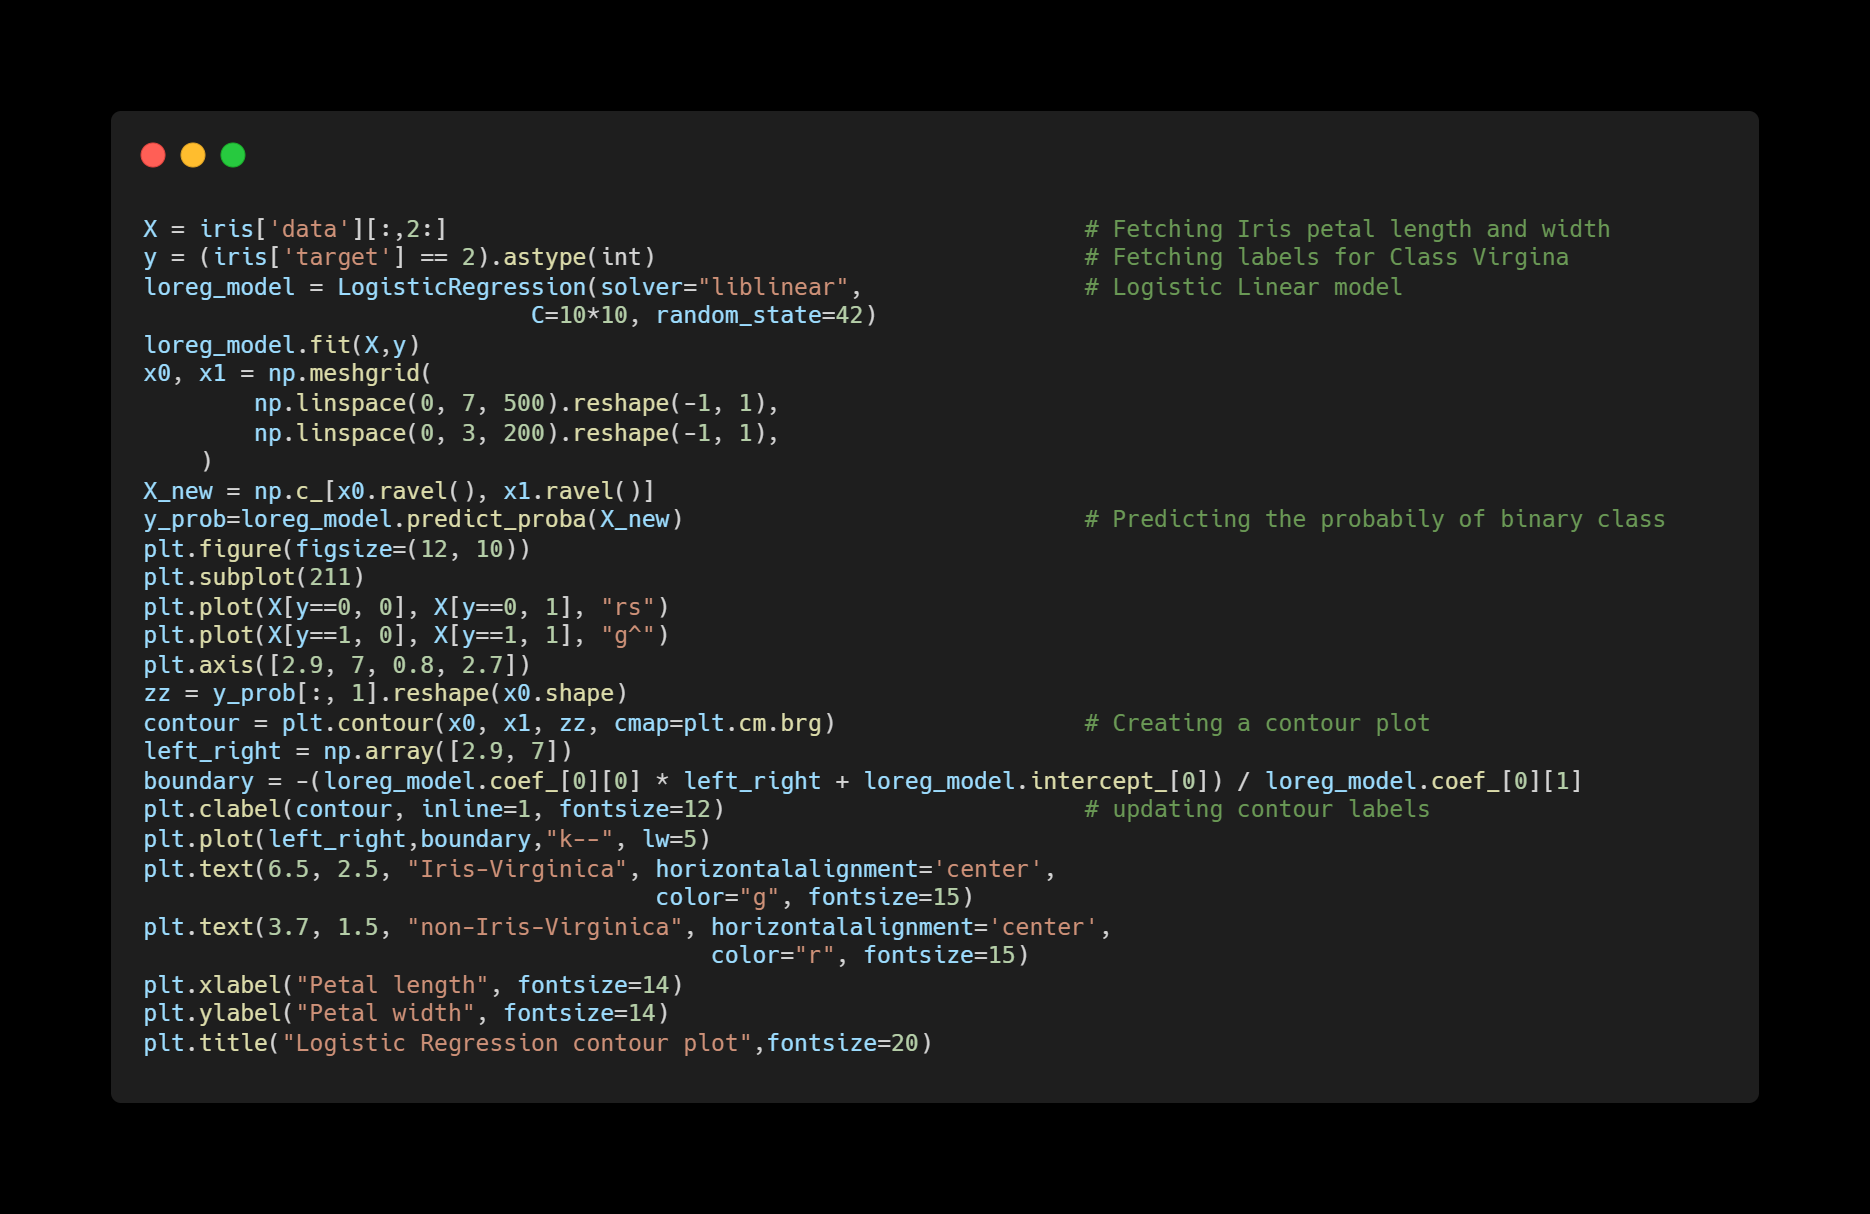 X = iris['data'][:,2:]                                              # Fetching Iris petal length and width
y = (iris['target'] == 2).astype(int)                               # Fetching labels for Class Virgina
loreg_model = LogisticRegression(solver="liblinear",                # Logistic Linear model
                            C=10*10, random_state=42)
loreg_model.fit(X,y)
x0, x1 = np.meshgrid(
        np.linspace(0, 7, 500).reshape(-1, 1),
        np.linspace(0, 3, 200).reshape(-1, 1),
    )
X_new = np.c_[x0.ravel(), x1.ravel()]
y_prob=loreg_model.predict_proba(X_new)                             # Predicting the probabily of binary class
plt.figure(figsize=(12, 10))
plt.subplot(211)
plt.plot(X[y==0, 0], X[y==0, 1], "rs")
plt.plot(X[y==1, 0], X[y==1, 1], "g^")
plt.axis([2.9, 7, 0.8, 2.7])
zz = y_prob[:, 1].reshape(x0.shape)
contour = plt.contour(x0, x1, zz, cmap=plt.cm.brg)                  # Creating a contour plot
left_right = np.array([2.9, 7])
boundary = -(loreg_model.coef_[0][0] * left_right + loreg_model.intercept_[0]) / loreg_model.coef_[0][1]
plt.clabel(contour, inline=1, fontsize=12)                          # updating contour labels
plt.plot(left_right,boundary,"k--", lw=5)
plt.text(6.5, 2.5, "Iris-Virginica", horizontalalignment='center',
                                     color="g", fontsize=15)
plt.text(3.7, 1.5, "non-Iris-Virginica", horizontalalignment='center',
                                         color="r", fontsize=15)
plt.xlabel("Petal length", fontsize=14)
plt.ylabel("Petal width", fontsize=14)
plt.title("Logistic Regression contour plot",fontsize=20)